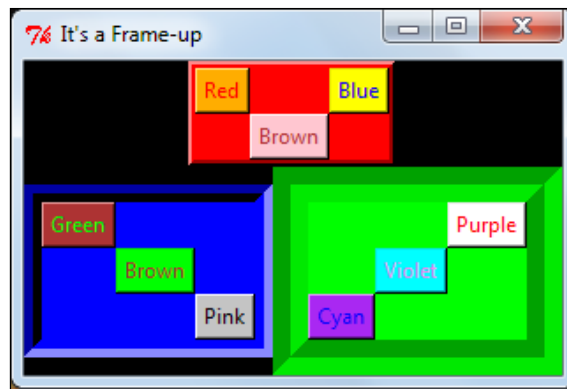 It's a Frame-up
Red Blue
Brown
Green
Brown
Pink
Purple
Violet
Cyan